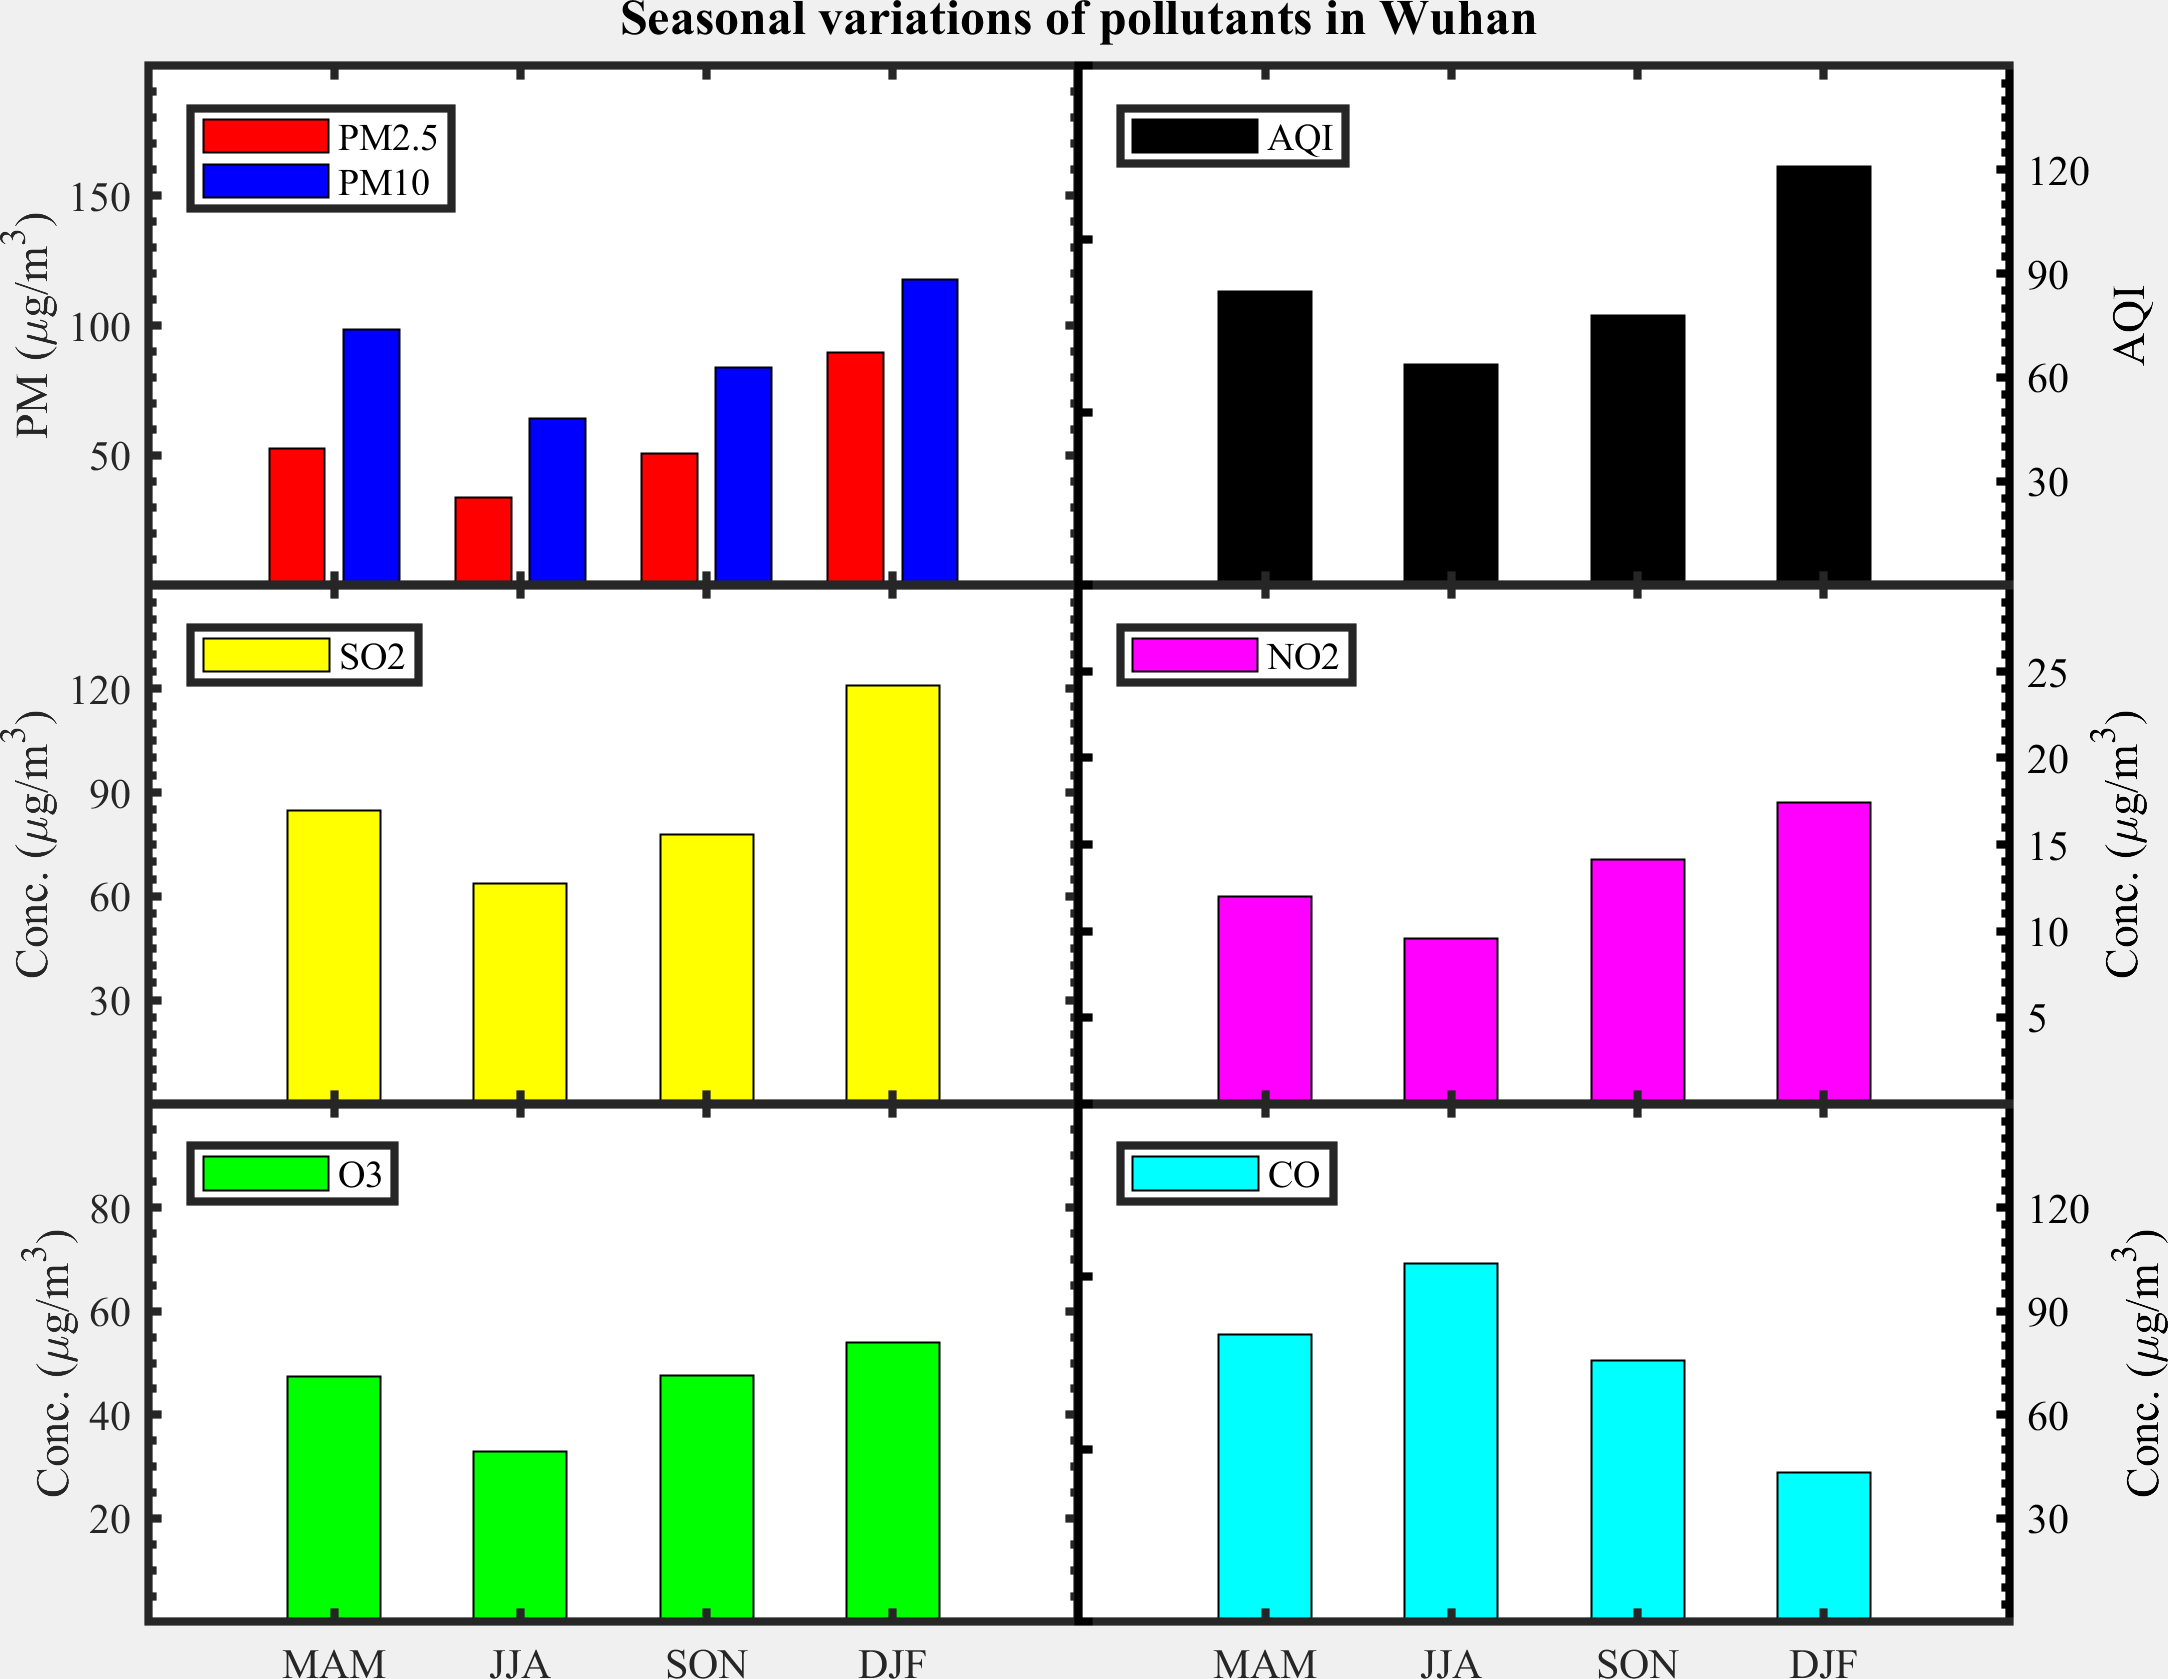 Seasonal variations of pollutants in Wuhan
PM (μg/m³)
150
100
50
PM2.5
PM10
AQI
120
90
60
30
AQI
Conc. (μg/m³)
120
90
60
30
SO2
NO2
25
20
15
10
5
Conc. (μg/m³)
Conc. (μg/m³)
80
60
40
20
O3
CO
120
90
60
30
Conc. (μg/m³)
MAM JJA SON DJF MAM JJA SON DJF